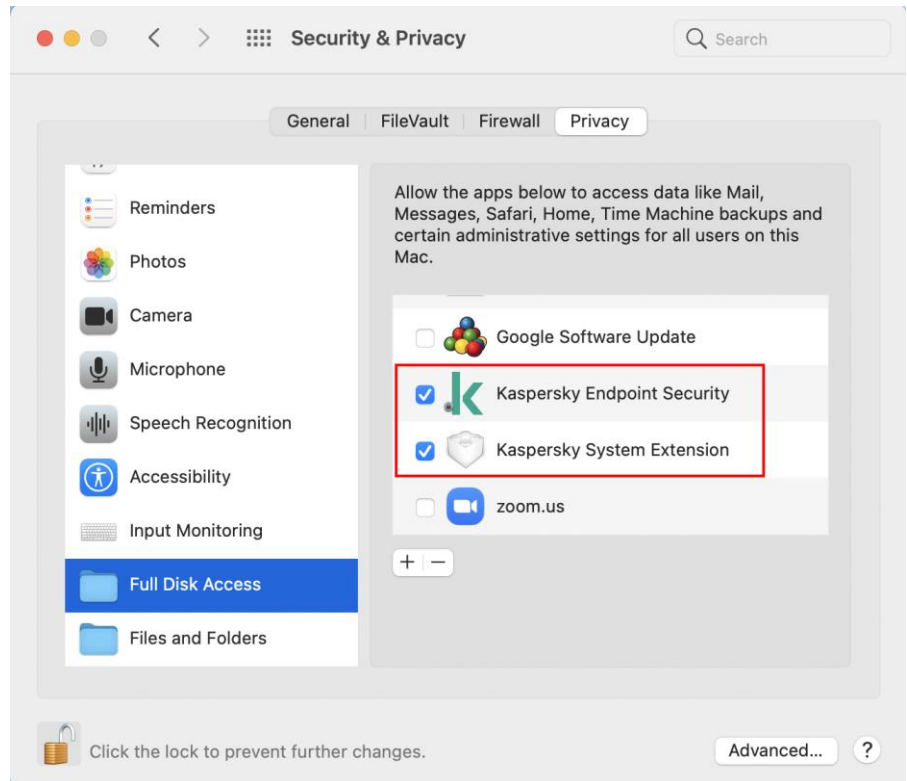 Security & Privacy
Search
General
FileVault
Firewall
Privacy
Reminders
Photos
Camera
Microphone
Speech Recognition
Accessibility
Input Monitoring
Full Disk Access
Files and Folders
Allow the apps below to access data like Mail,
Messages, Safari, Home, Time Machine backups and
certain administrative settings for all users on this
Mac.
Google Software Update
Kaspersky Endpoint Security
Kaspersky System Extension
zoom.us
Click the lock to prevent further changes.
Advanced...
?